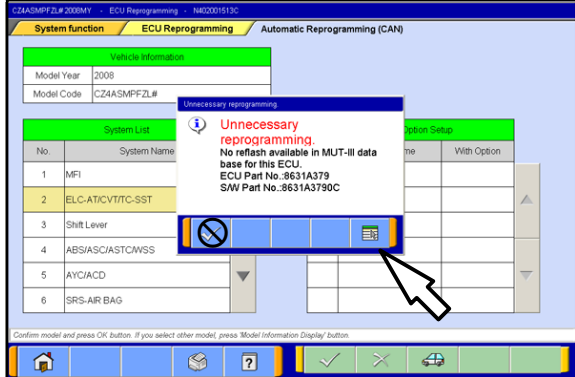 CZ4ASMPFZL# 2008MY - ECU Reprogramming - N402001513C
System function
ECU Reprogramming
Automatic Reprogramming (CAN)
Vehicle Information
Model Year 2008
Model Code CZ4ASMPFZL#
Unnecessary reprogramming.
Unnecessary
reprogramming.
No reflash available in MUT-III data
base for this ECU.
ECU Part No.:8631A379
S/W Part No.:8631A3790C
System List
Option Setup
No. System Name
me With Option
1 MFI
2 ELC-AT/CVT/TC-SST
3 Shift Lever
4 ABS/ASC/ASTC/WSS
5 AYC/ACD
6 SRS-AIR BAG
Confirm model and press OK button. If you select other model, press 'Model Information Display' button.
?